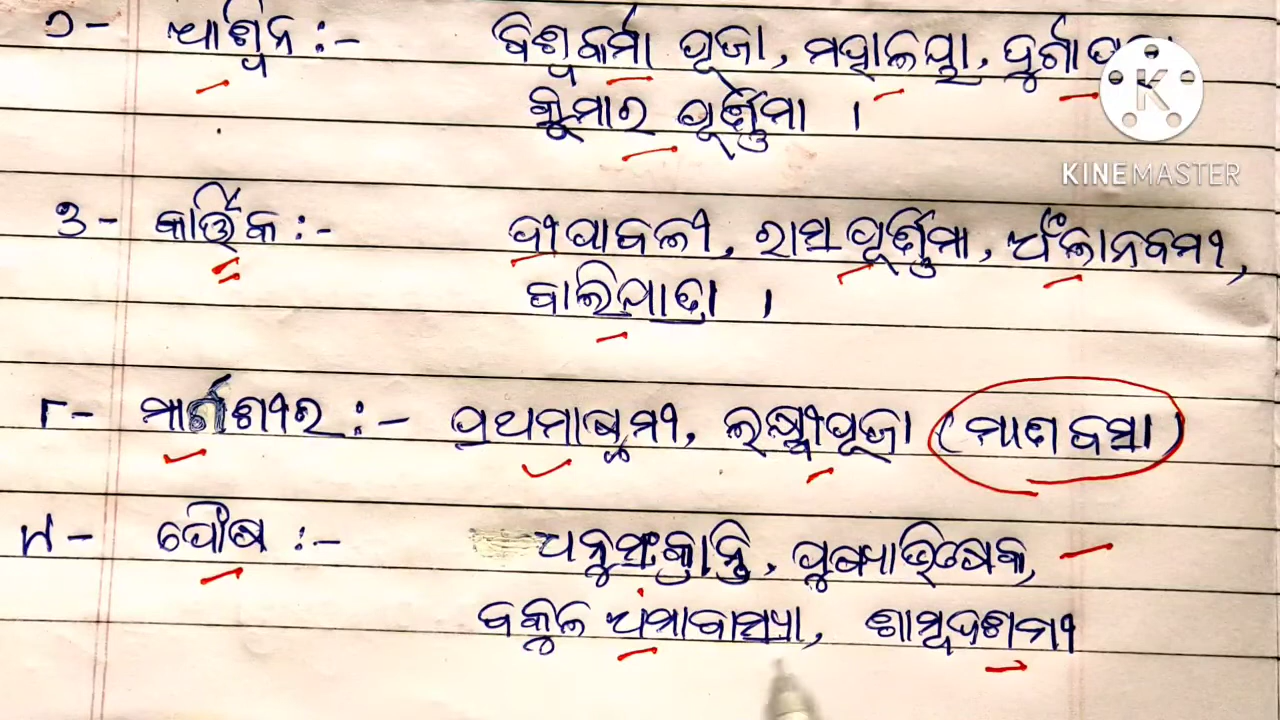 ୬- ଆଶ୍ୱିନ :- ବିଶ୍ୱକର୍ମା ପୂଜା, ମହାଳୟା, ଦୁର୍ଗା
କୁମାର ପୂର୍ଣ୍ଣିମା ।
୭- କାର୍ତ୍ତିକ :- ଦୀପାବଳୀ, ରାସ ପୂର୍ଣ୍ଣିମା, ଅଁଳାନବମୀ,
ବାଲିଯାତ୍ରା ।
୮- ମାର୍ଗଶୀର :- ପ୍ରଥମାଷ୍ଟମୀ, ଲକ୍ଷ୍ମୀପୂଜା (ମାଣବସା)
୯- ପୌଷ :- ଧନୁସଂକ୍ରାନ୍ତି, ପୁଷ୍ୟାଭିଷେକ,
ବକୁଳ ଅମାବାସ୍ୟା, ଶାମ୍ବଦଶମୀ
KINEMASTER